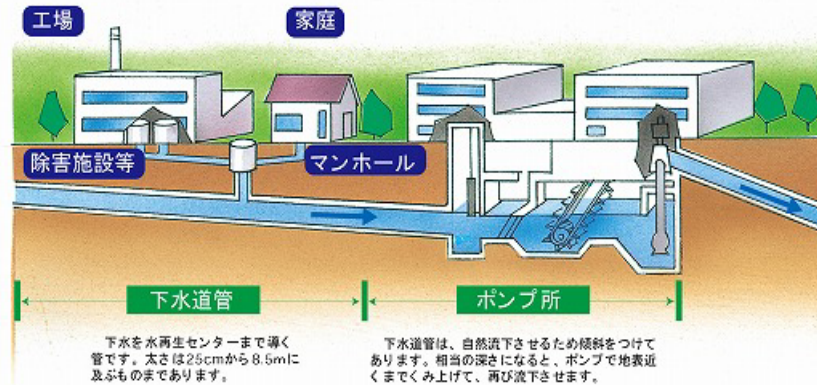 工場
家庭
除害施設等
マンホール
下水道管
ポンプ所
下水を水再生センターまで導く
管です。太さは25cmから8.5mに
及ぶものまであります。
下水道管は、自然流下させるため傾斜をつけて
あります。相当の深さになると、ポンプで地表近
くまでくみ上げて、再び流下させます。